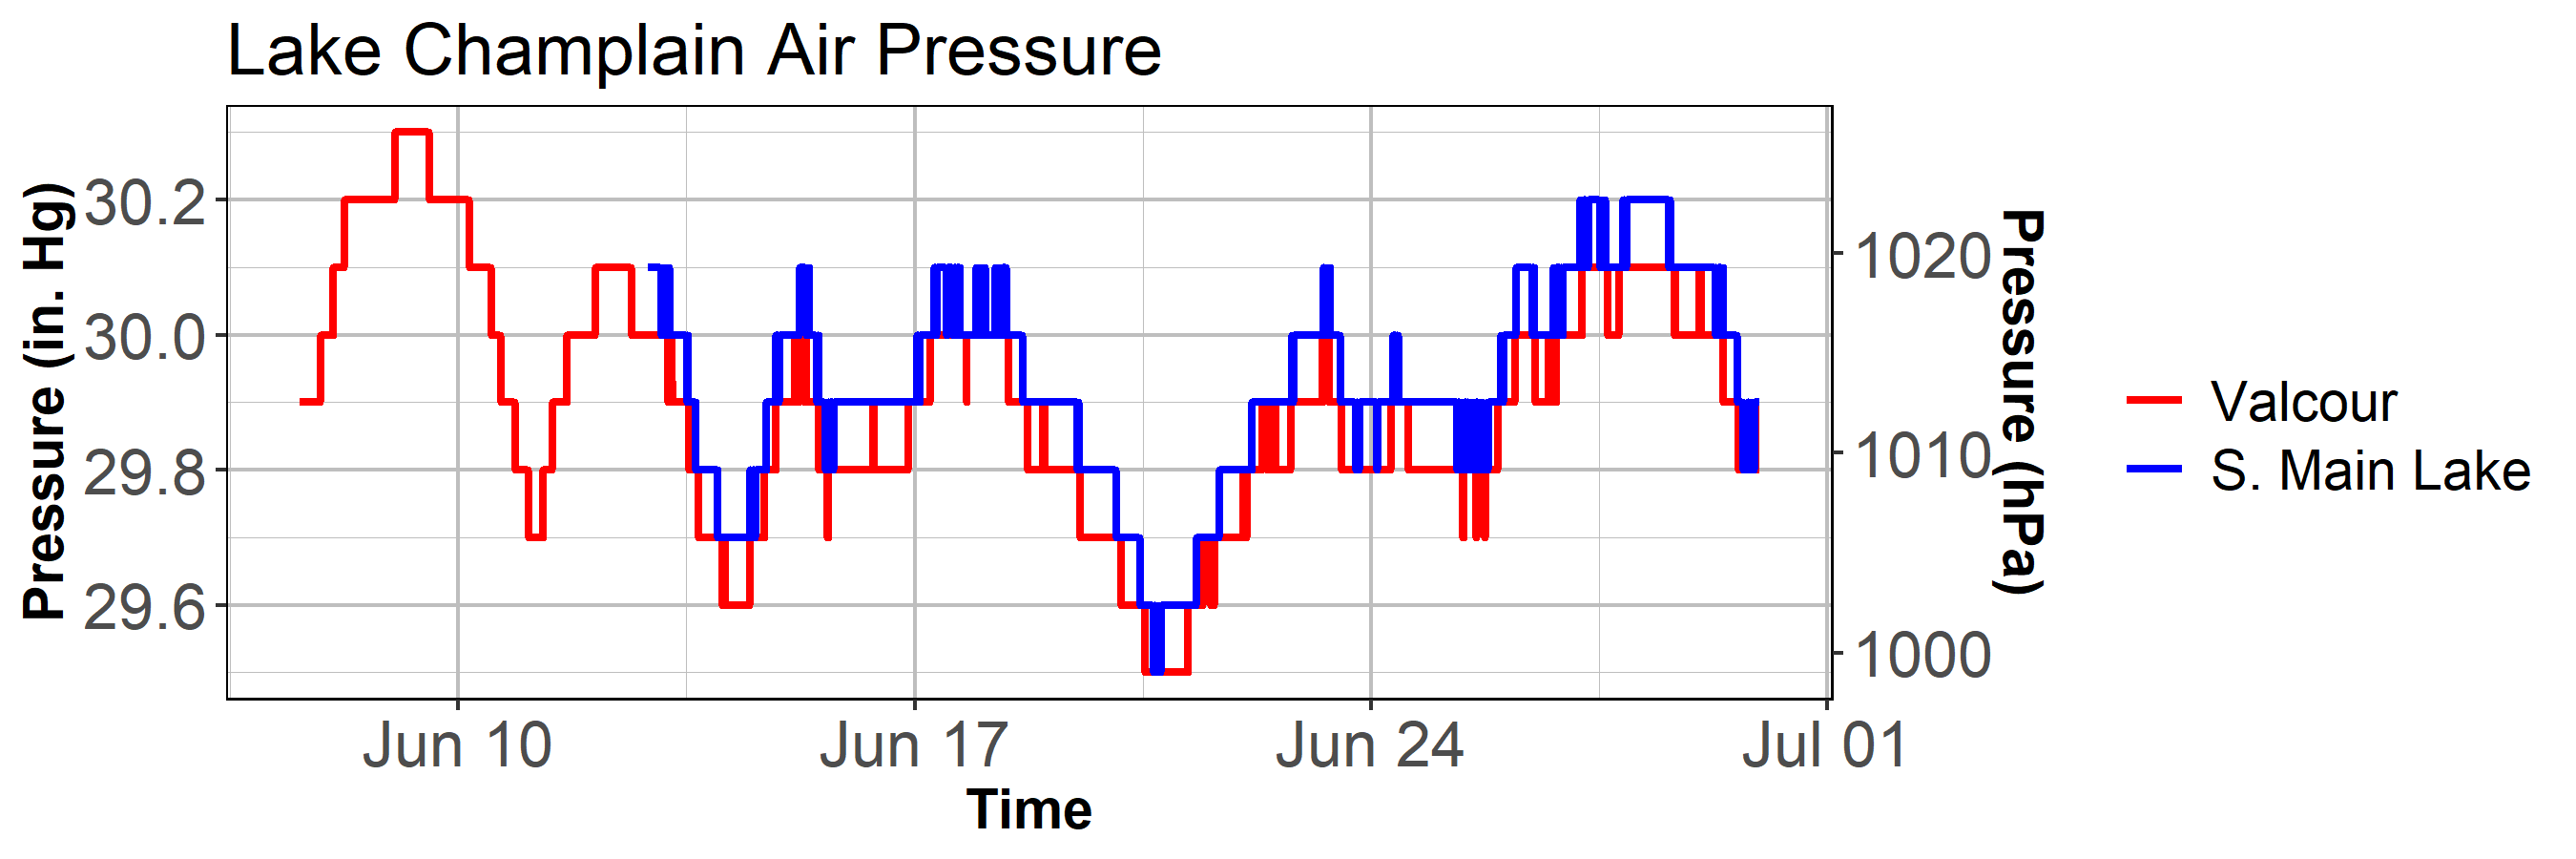 Lake Champlain Air Pressure
Pressure (in. Hg)
30.2
30.0
29.8
29.6
1020
1010
1000
Pressure (hPa)
Jun 10
Jun 17
Jun 24
Jul 01
Time
Valcour
S. Main Lake